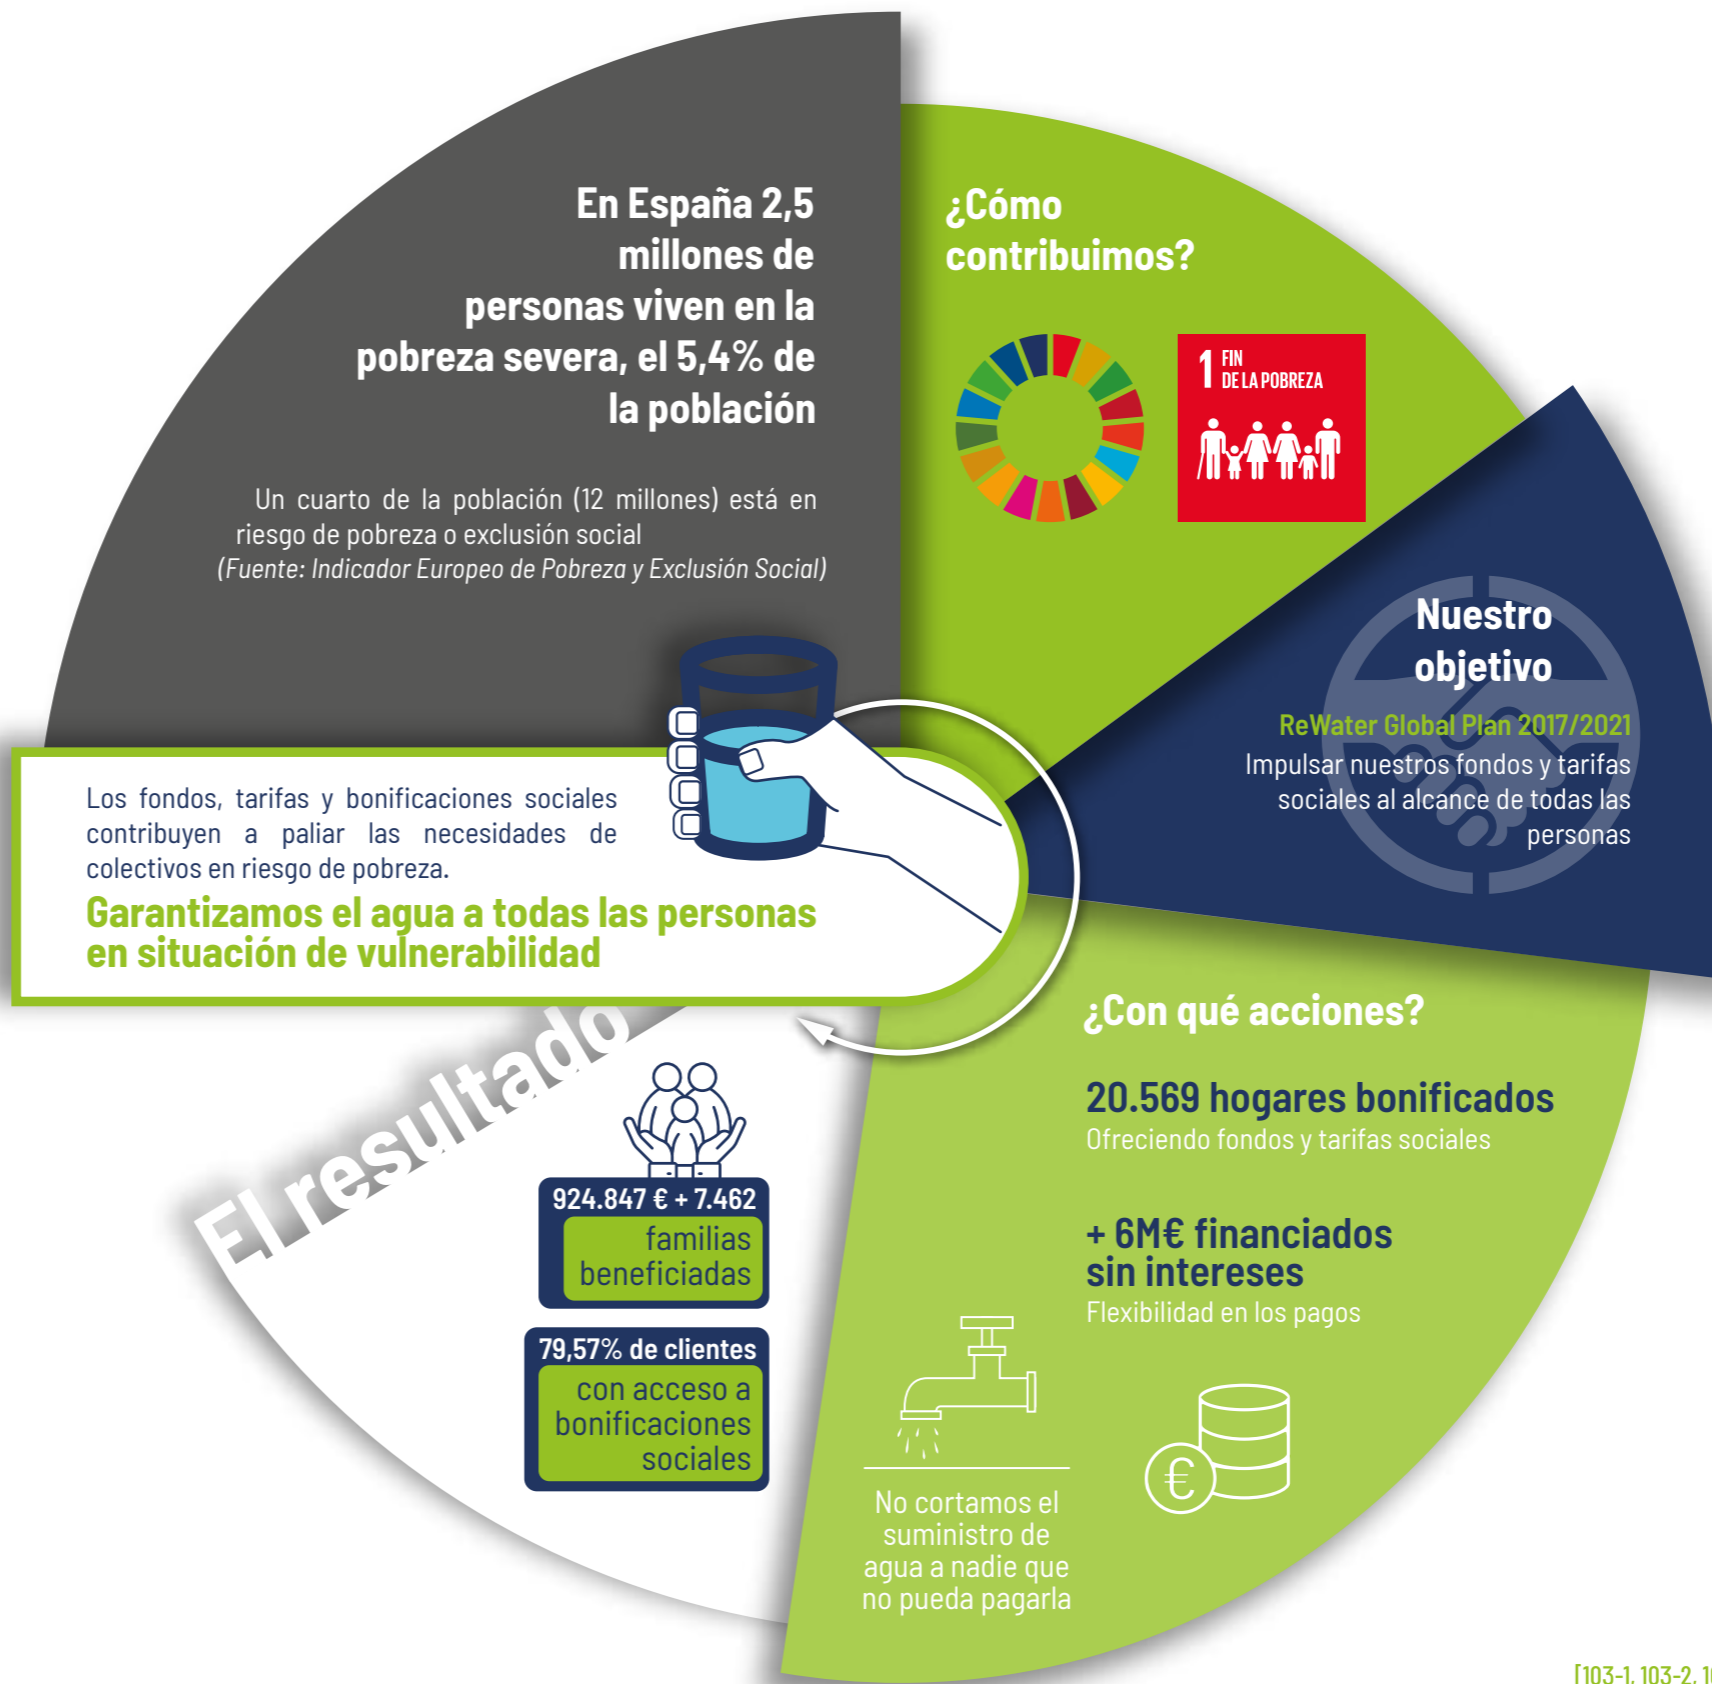 En España 2,5
millones de
personas viven en la
pobreza severa, el 5,4% de
la población
Un cuarto de la población (12 millones) está en
riesgo de pobreza o exclusión social
(Fuente: Indicador Europeo de Pobreza y Exclusión Social)
¿Cómo
contribuimos?
1 FIN
DE LA POBREZA
Nuestro
objetivo
ReWater Global Plan 2017/2021
Impulsar nuestros fondos y tarifas
sociales al alcance de todas las
personas
Los fondos, tarifas y bonificaciones sociales
contribuyen a paliar las necesidades de
colectivos en riesgo de pobreza.
Garantizamos el agua a todas las personas
en situación de vulnerabilidad
¿Con qué acciones?
20.569 hogares bonificados
Ofreciendo fondos y tarifas sociales
+ 6M€ financiados
sin intereses
Flexibilidad en los pagos
€
No cortamos el
suministro de
agua a nadie que
no pueda pagarla
El resultado
924.847 € + 7.462
familias
beneficiadas
79,57% de clientes
con acceso a
bonificaciones
sociales
[103-1, 103-2,